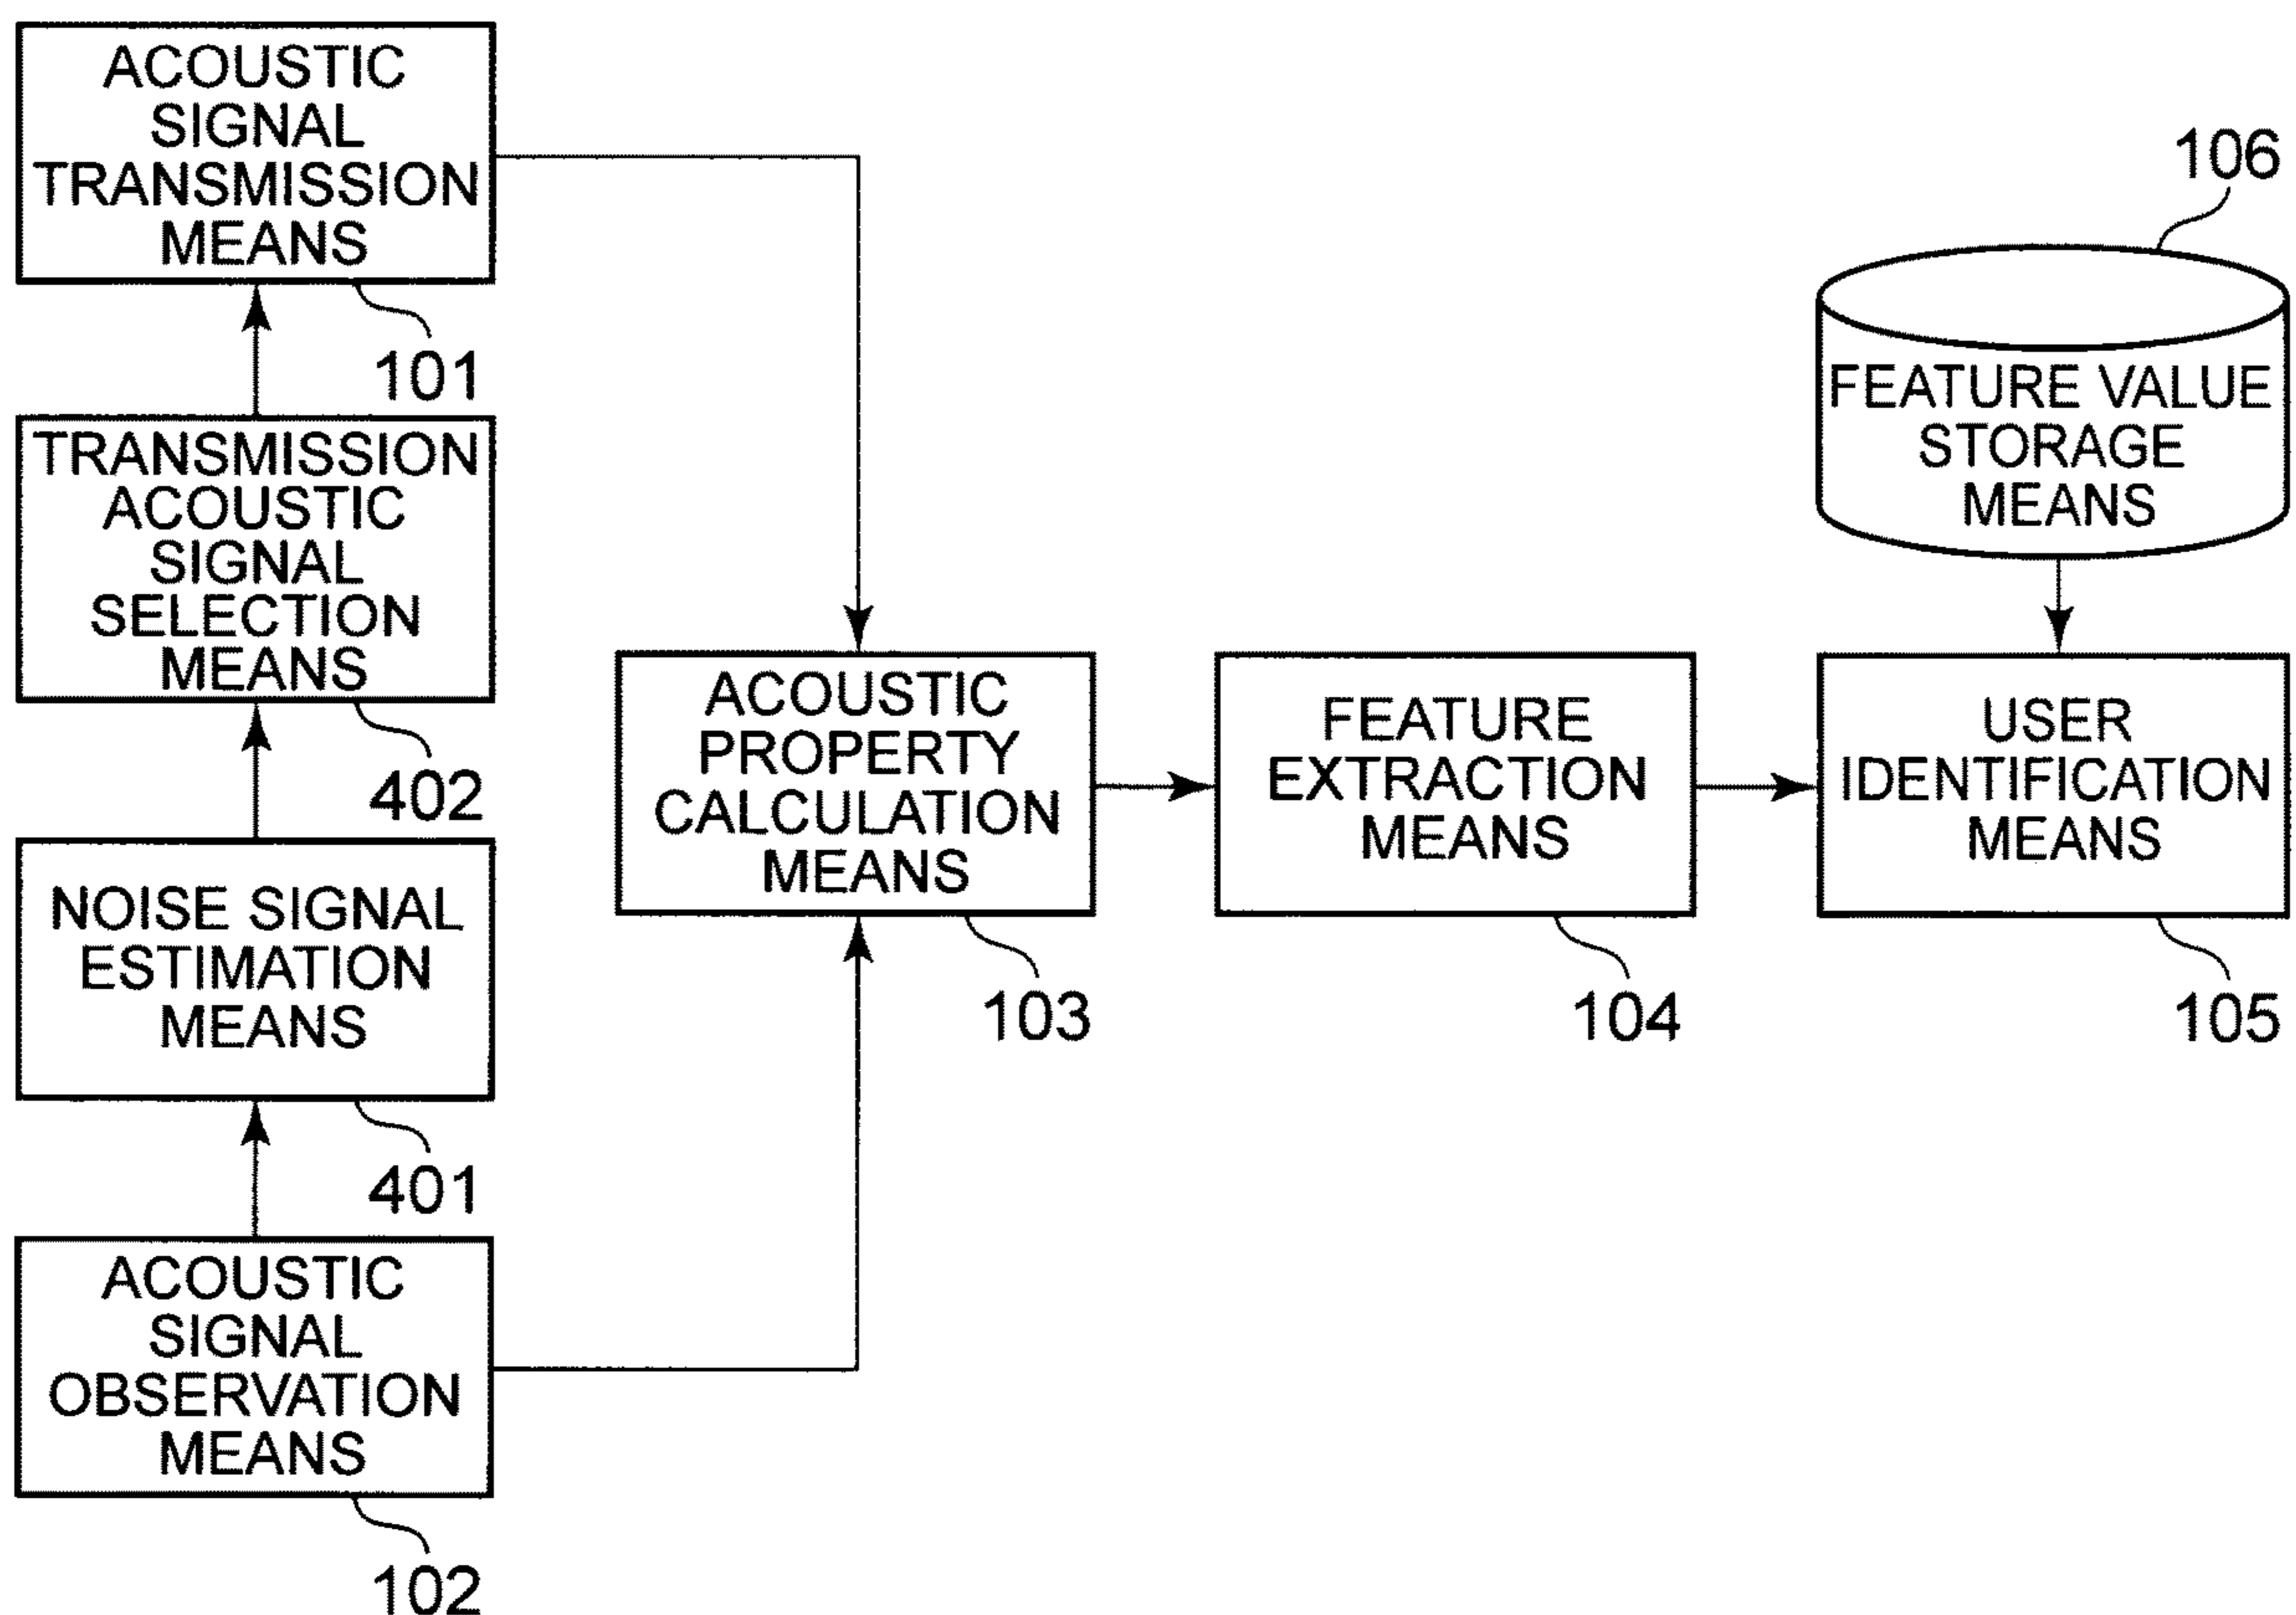 ACOUSTIC
SIGNAL
TRANSMISSION
MEANS
101
TRANSMISSION
ACOUSTIC
SIGNAL
SELECTION
MEANS
402
NOISE SIGNAL
ESTIMATION
MEANS
401
ACOUSTIC
SIGNAL
OBSERVATION
MEANS
102
ACOUSTIC
PROPERTY
CALCULATION
MEANS
103
FEATURE
EXTRACTION
MEANS
104
106
FEATURE VALUE
STORAGE
MEANS
USER
IDENTIFICATION
MEANS
105